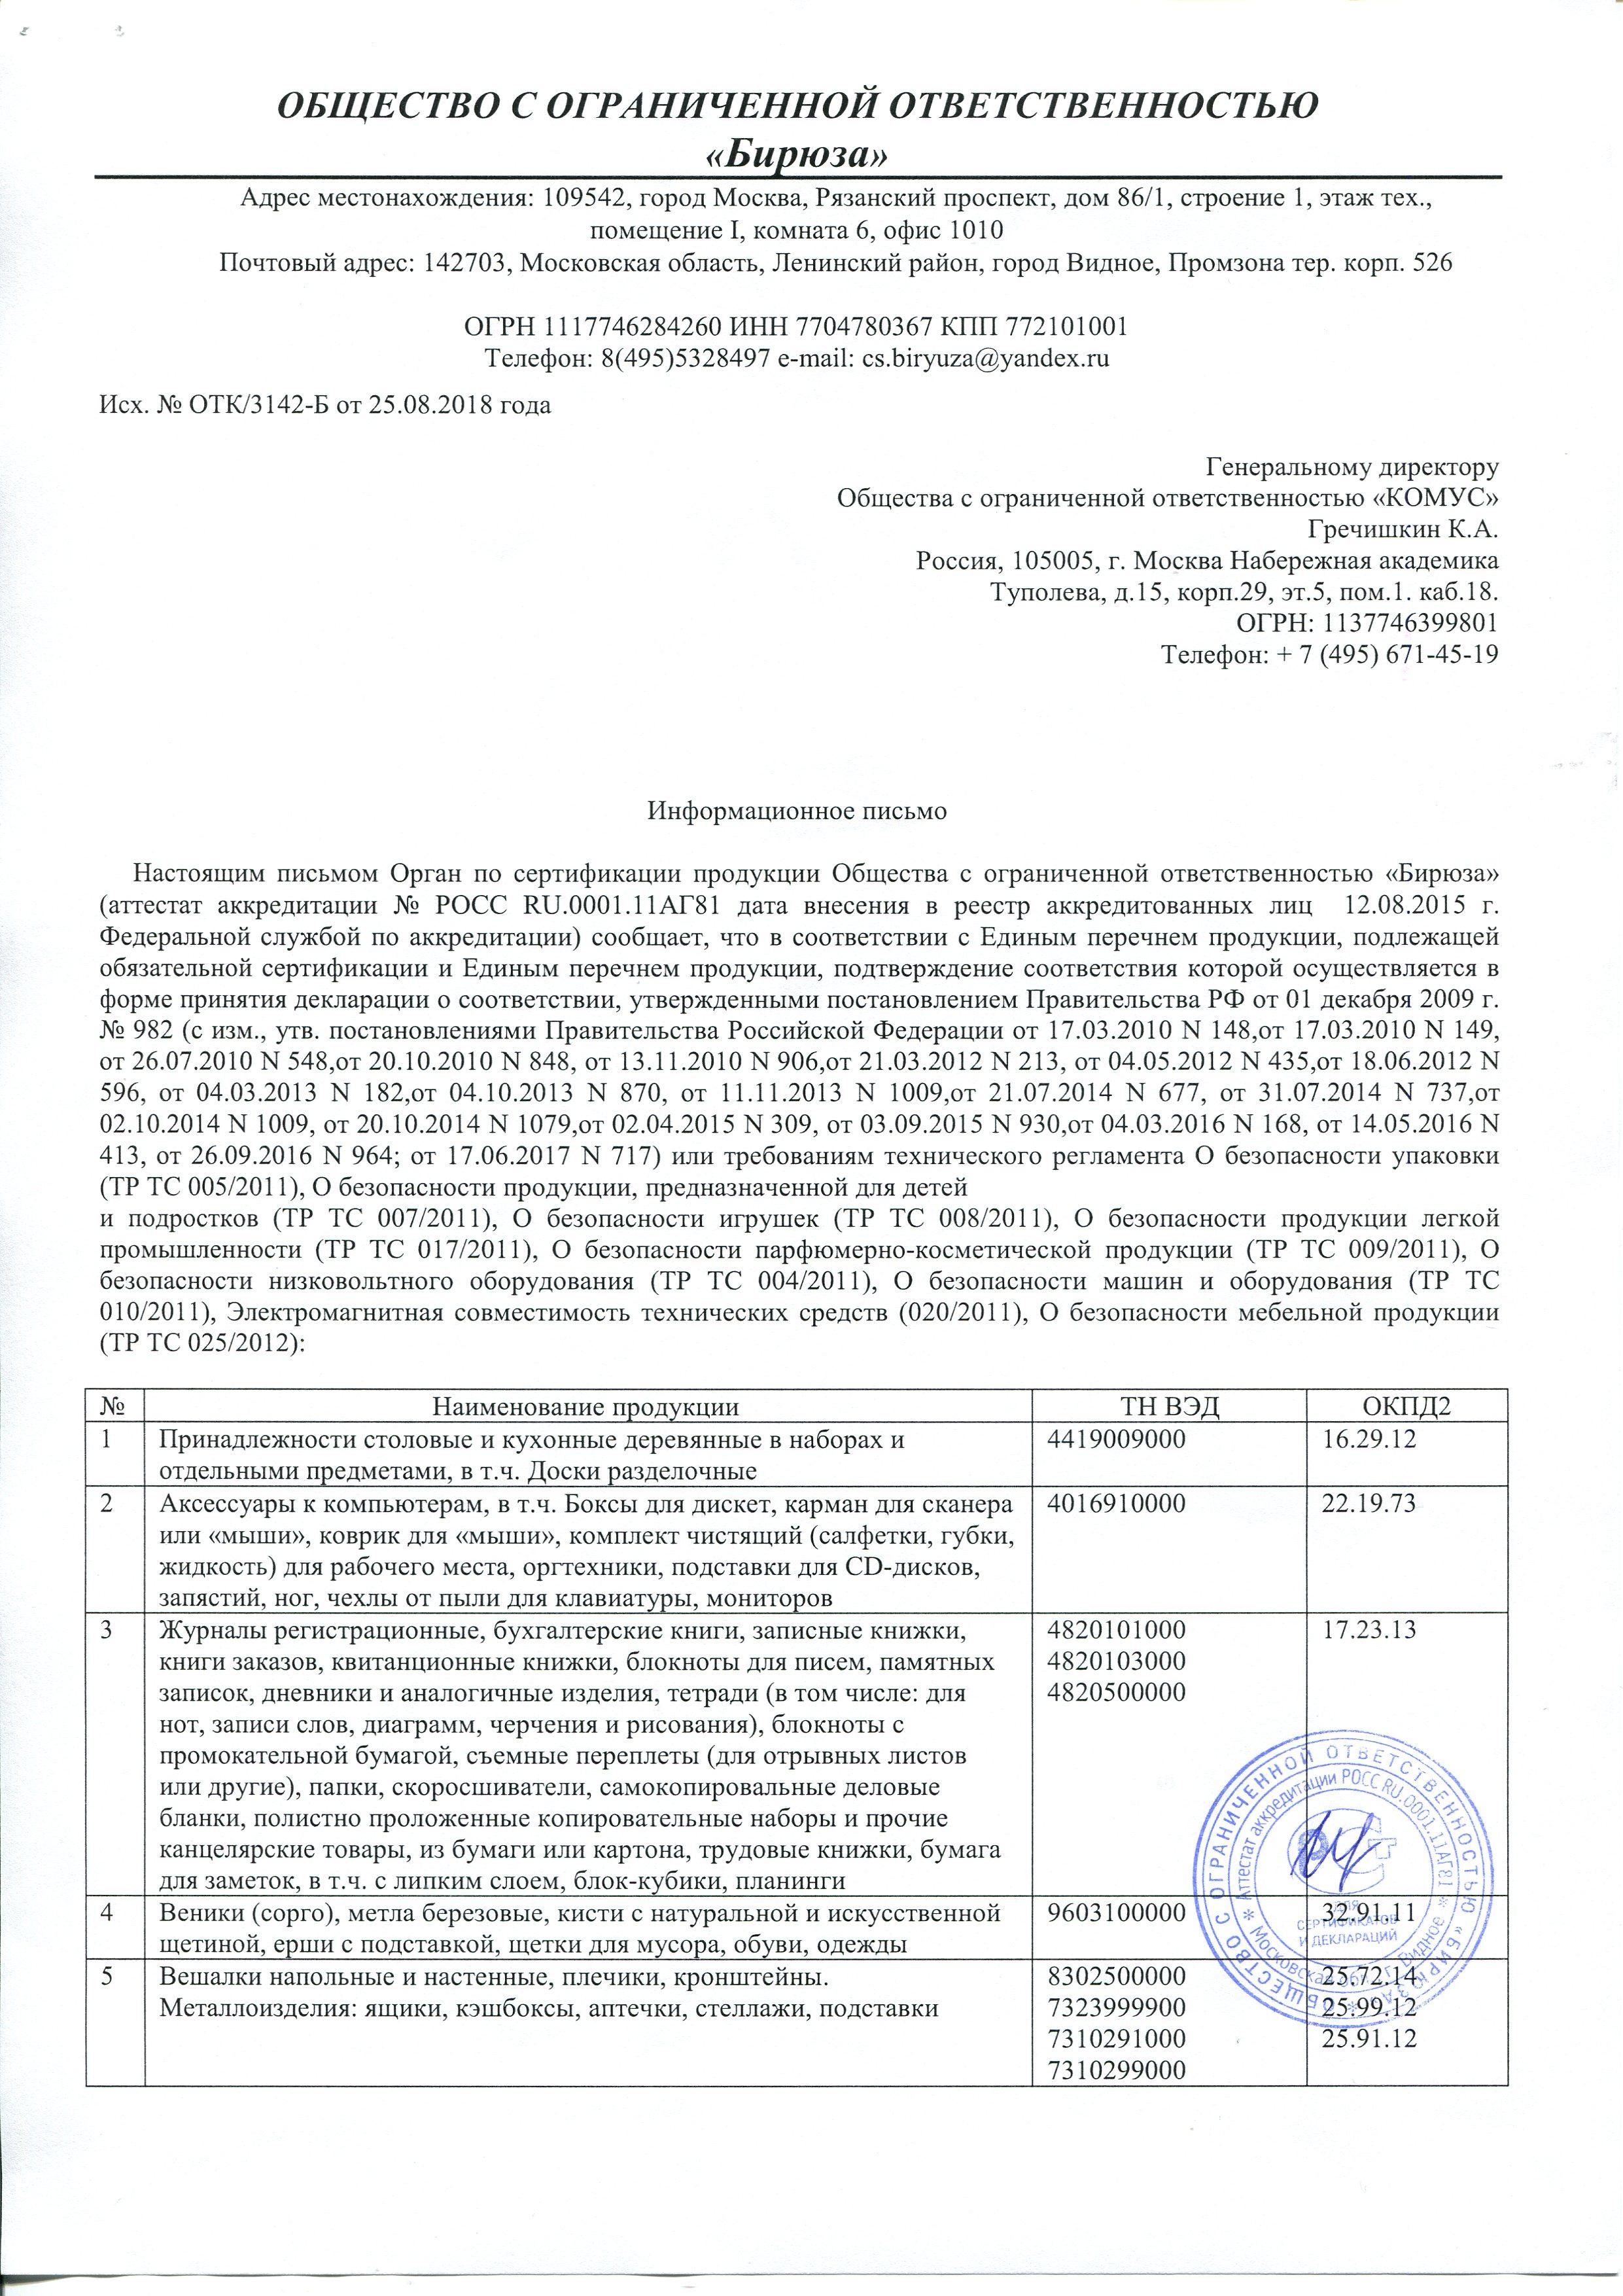 ОБЩЕСТВО С ОГРАНИЧЕННОЙ ОТВЕТСТВЕННОСТЬЮ
«Бирюза»
Адрес местонахождения: 109542, город Москва, Рязанский проспект, дом 86/1, строение 1, этаж тех.,
помещение I, комната 6, офис 1010
Почтовый адрес: 142703, Московская область, Ленинский район, город Видное, Промзона тер. корп. 526
ОГРН 1117746284260 ИНН 7704780367 КПП 772101001
Телефон: 8(495)5328497 e-mail: cs.biryuza@yandex.ru
Исх. № ОТК/3142-Б от 25.08.2018 года
Генеральному директору
Общества с ограниченной ответственностью «КОМУС»
Гречишкин К.А.
Россия, 105005, г. Москва Набережная академика
Туполева, д.15, корп.29, эт.5, пом.1. каб.18.
ОГРН: 1137746399801
Телефон: + 7 (495) 671-45-19
Информационное письмо
Настоящим письмом Орган по сертификации продукции Общества с ограниченной ответственностью «Бирюза»
(аттестат аккредитации № РОСС RU.0001.11АГ81 дата внесения в реестр аккредитованных лиц 12.08.2015 г.
Федеральной службой по аккредитации) сообщает, что в соответствии с Единым перечнем продукции, подлежащей
обязательной сертификации и Единым перечнем продукции, подтверждение соответствия которой осуществляется в
форме принятия декларации о соответствии, утвержденными постановлением Правительства РФ от 01 декабря 2009 г.
№ 982 (с изм., утв. постановлениями Правительства Российской Федерации от 17.03.2010 N 148,от 17.03.2010 N 149,
от 26.07.2010 N 548,от 20.10.2010 N 848, от 13.11.2010 N 906,от 21.03.2012 N 213, от 04.05.2012 N 435,от 18.06.2012 N
596, от 04.03.2013 N 182,от 04.10.2013 N 870, от 11.11.2013 N 1009,от 21.07.2014 N 677, от 31.07.2014 N 737,от
02.10.2014 N 1009, от 20.10.2014 N 1079,от 02.04.2015 N 309, от 03.09.2015 N 930,от 04.03.2016 N 168, от 14.05.2016 N
413, от 26.09.2016 N 964; от 17.06.2017 N 717) или требованиям технического регламента О безопасности упаковки
(ТР ТС 005/2011), О безопасности продукции, предназначенной для детей
и подростков (ТР ТС 007/2011), О безопасности игрушек (ТР ТС 008/2011), О безопасности продукции легкой
промышленности (ТР ТС 017/2011), О безопасности парфюмерно-косметической продукции (ТР ТС 009/2011), О
безопасности низковольтного оборудования (ТР ТС 004/2011), О безопасности машин и оборудования (ТР ТС
010/2011), Электромагнитная совместимость технических средств (020/2011), О безопасности мебельной продукции
(ТР ТС 025/2012):
№ Наименование продукции ТН ВЭД ОКПД2
1 Принадлежности столовые и кухонные деревянные в наборах и 4419009000 16.29.12
отдельными предметами, в т.ч. Доски разделочные
2 Аксессуары к компьютерам, в т.ч. Боксы для дискет, карман для сканера 4016910000 22.19.73
или «мыши», коврик для «мыши», комплект чистящий (салфетки, губки,
жидкость) для рабочего места, оргтехники, подставки для CD-дисков,
запястий, ног, чехлы от пыли для клавиатуры, мониторов
3 Журналы регистрационные, бухгалтерские книги, записные книжки, 4820101000 17.23.13
книги заказов, квитанционные книжки, блокноты для писем, памятных 4820103000
записок, дневники и аналогичные изделия, тетради (в том числе: для 4820500000
нот, записи слов, диаграмм, черчения и рисования), блокноты с
промокательной бумагой, съемные переплеты (для отрывных листов
или другие), папки, скоросшиватели, самокопировальные деловые
бланки, полистно проложенные копировательные наборы и прочие
канцелярские товары, из бумаги или картона, трудовые книжки, бумага
для заметок, в т.ч. с липким слоем, блок-кубики, планинги
4 Веники (сорго), метла березовые, кисти с натуральной и искусственной 9603100000 32.91.11
щетиной, ерши с подставкой, щетки для мусора, обуви, одежды
5 Вешалки напольные и настенные, плечики, кронштейны. 8302500000 25.72.14
Металлоизделия: ящики, кэшбоксы, аптечки, стеллажи, подставки 7323999900 25.99.12
7310291000 25.91.12
7310299000
ОБЩЕСТВО С ОГРАНИЧЕННОЙ ОТВЕТСТВЕННОСТЬЮ «БИРЮЗА»
Аттестат аккредитации РОСС RU.0001.11АГ81
Московская обл., г. Видное
ДЛЯ
СЕРТИФИКАТОВ
И ДЕКЛАРАЦИЙ